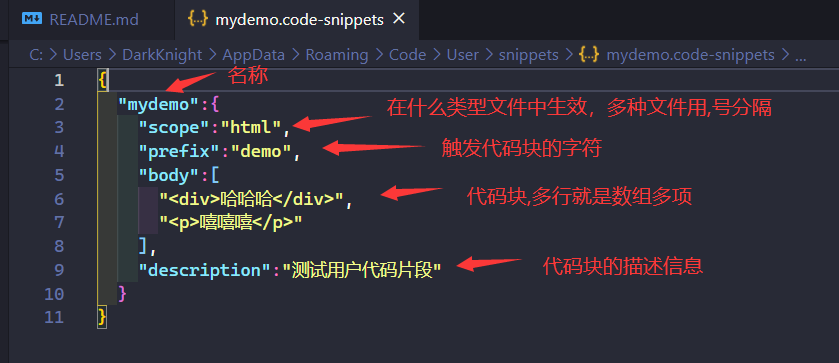 README.md
mydemo.code-snippets
C: > Users > DarkKnight > AppData > Roaming > Code > User > snippets > mydemo.code-snippets > ...
1 {
名称
2 "mydemo":{
在什么类型文件中生效，多种文件用,号分隔
3 "scope":"html",
4 "prefix":"demo",
触发代码块的字符
5 "body":[
6 "<div>哈哈哈</div>",
代码块,多行就是数组多项
7 "<p>嘻嘻嘻</p>"
8 ],
9 "description":"测试用户代码片段"
代码块的描述信息
10 }
11 }